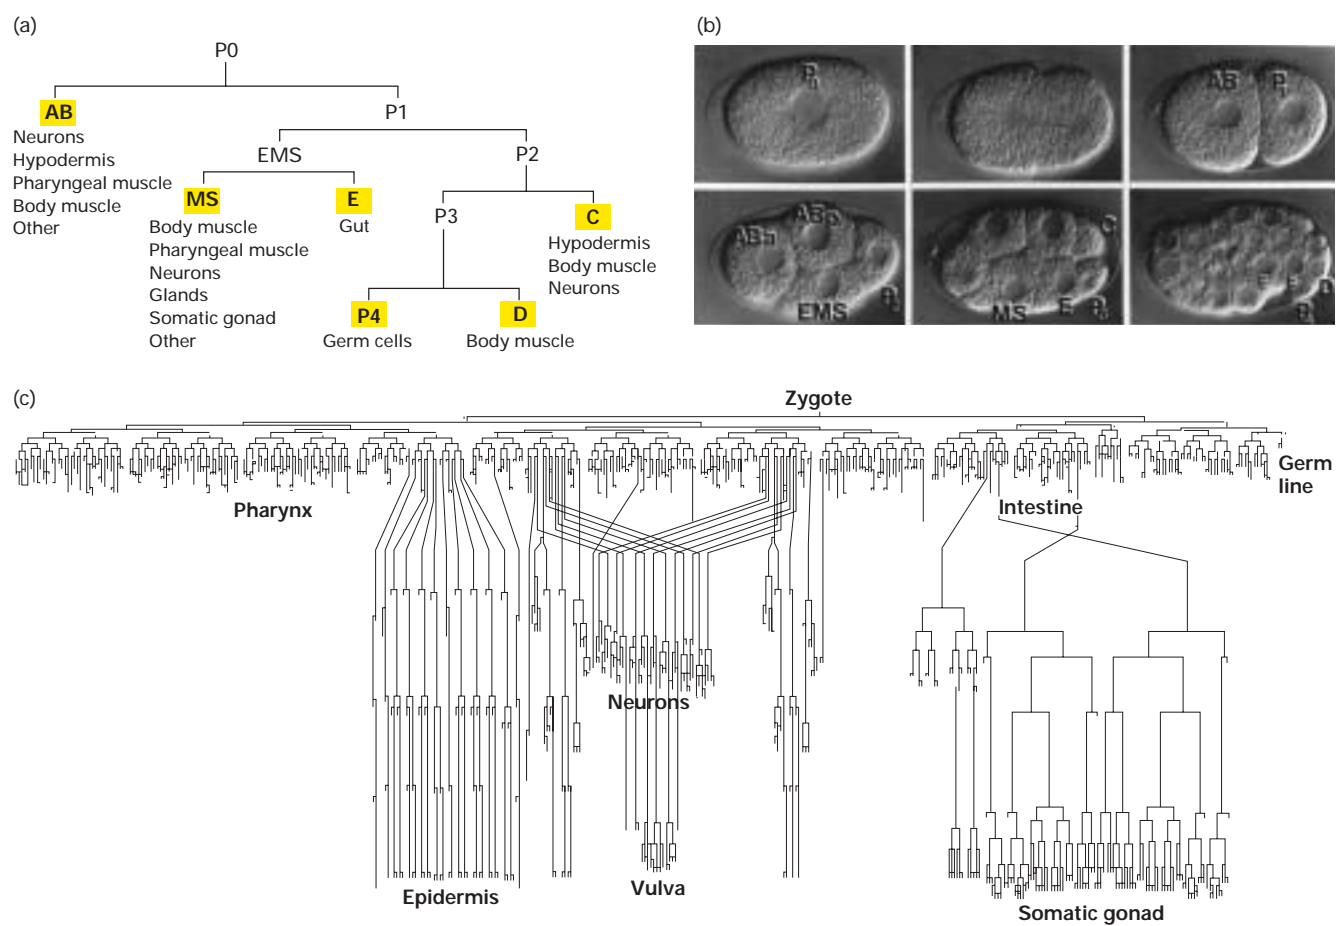 (a)
P0
AB
P1
Neurons
Hypodermis
Pharyngeal muscle
Body muscle
Other
EMS
P2
MS
E
Body muscle
Pharyngeal muscle
Neurons
Glands
Somatic gonad
Other
Gut
P3
C
Hypodermis
Body muscle
Neurons
P4
D
Germ cells
Body muscle
(b)
P0
AB
P1
ABa
ABp
EMS
P2
C
MS
E
P3
E
E
D
(c)
Zygote
Germ
line
Pharynx
Intestine
Neurons
Epidermis
Vulva
Somatic gonad